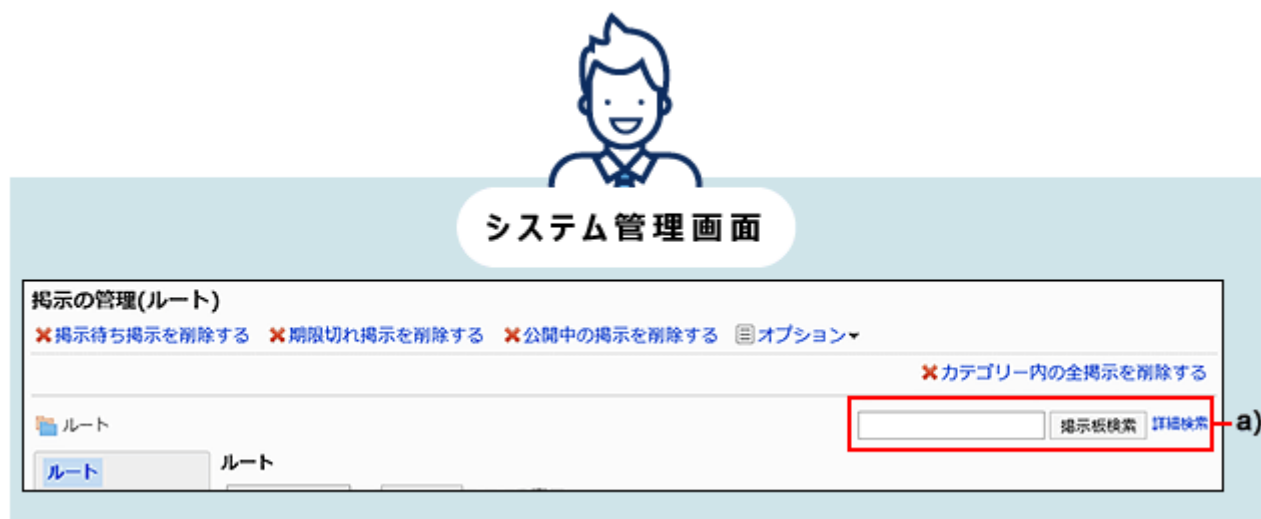 システム管理画面
掲示の管理(ルート)
掲示待ち掲示を削除する 期限切れ掲示を削除する 公開中の掲示を削除する オプション
カテゴリー内の全掲示を削除する
ルート
掲示板検索 詳細検索 a)
ルート
ルート